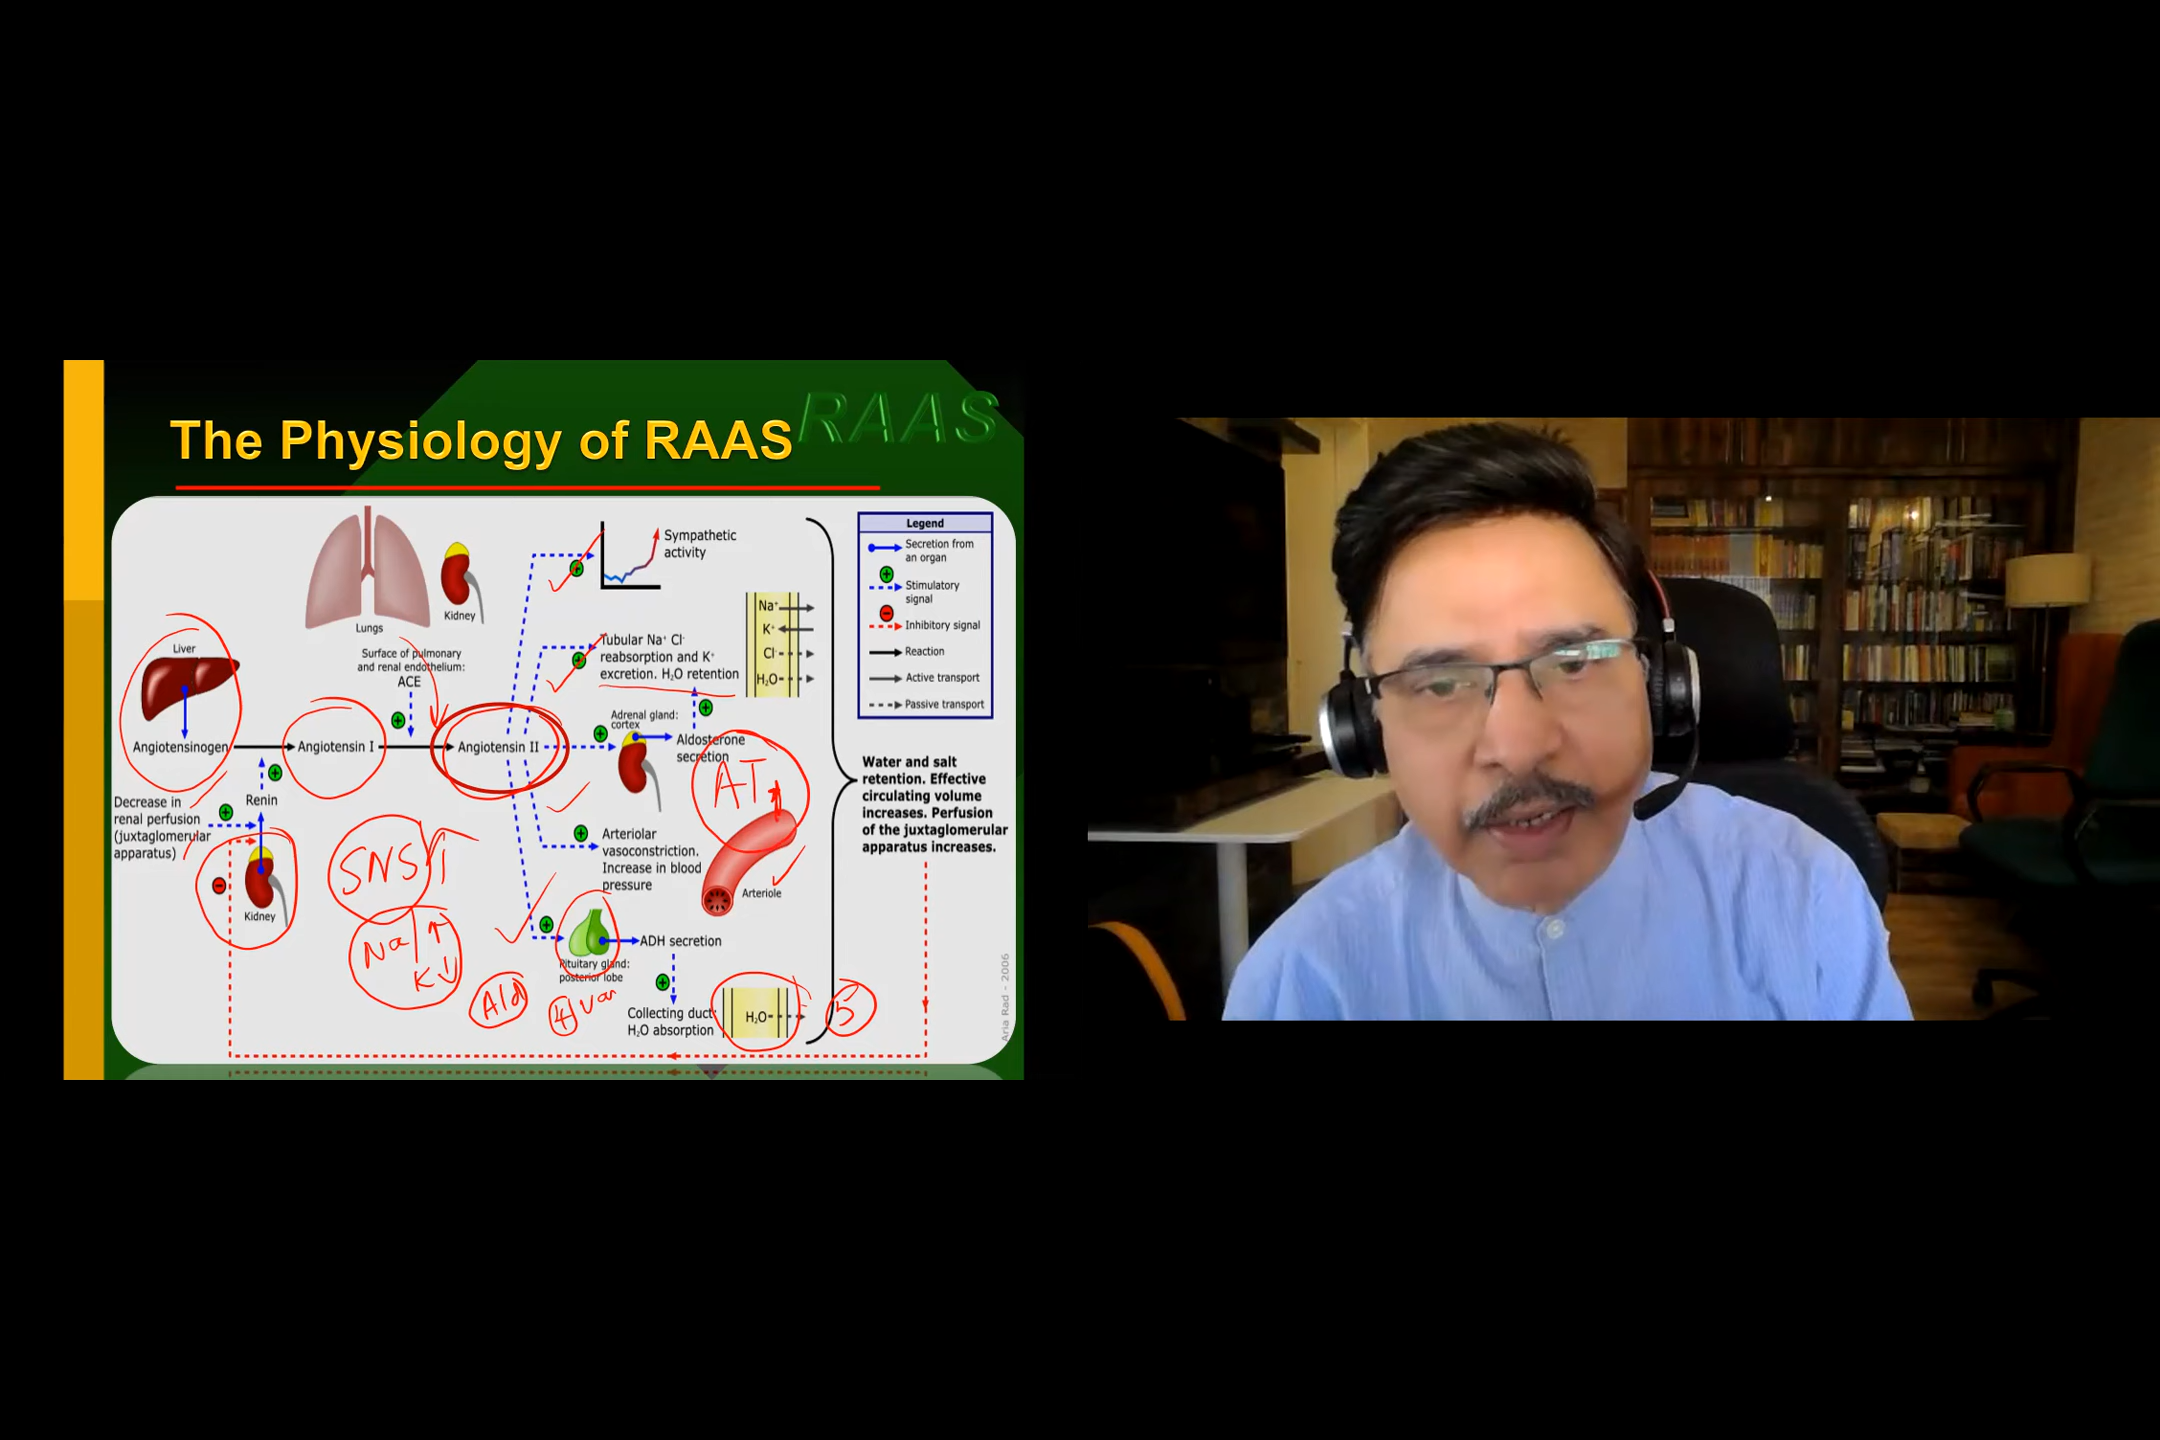 The Physiology of RAAS
RAAS
Lungs
Kidney
Surface of pulmonary
and renal endothelium:
ACE
Liver
Angiotensinogen
Angiotensin I
Angiotensin II
Decrease in
renal perfusion
(juxtaglomerular
apparatus)
Renin
Kidney
Sympathetic
activity
Tubular Na⁺ Cl⁻
reabsorption and K⁺
excretion. H₂O retention
Na⁺
K⁺
Cl⁻
H₂O
Adrenal gland:
cortex
Aldosterone
secretion
Arteriolar
vasoconstriction.
Increase in blood
pressure
Arteriole
Pituitary gland:
posterior lobe
ADH secretion
Collecting duct:
H₂O absorption
H₂O
Legend
Secretion from
an organ
Stimulatory
signal
Inhibitory signal
Reaction
Active transport
Passive transport
Water and salt
retention. Effective
circulating volume
increases. Perfusion
of the juxtaglomerular
apparatus increases.
Aria Rad - 2006
SNS ↑
Na ↑
K ↓
Ald
4
AT1
5